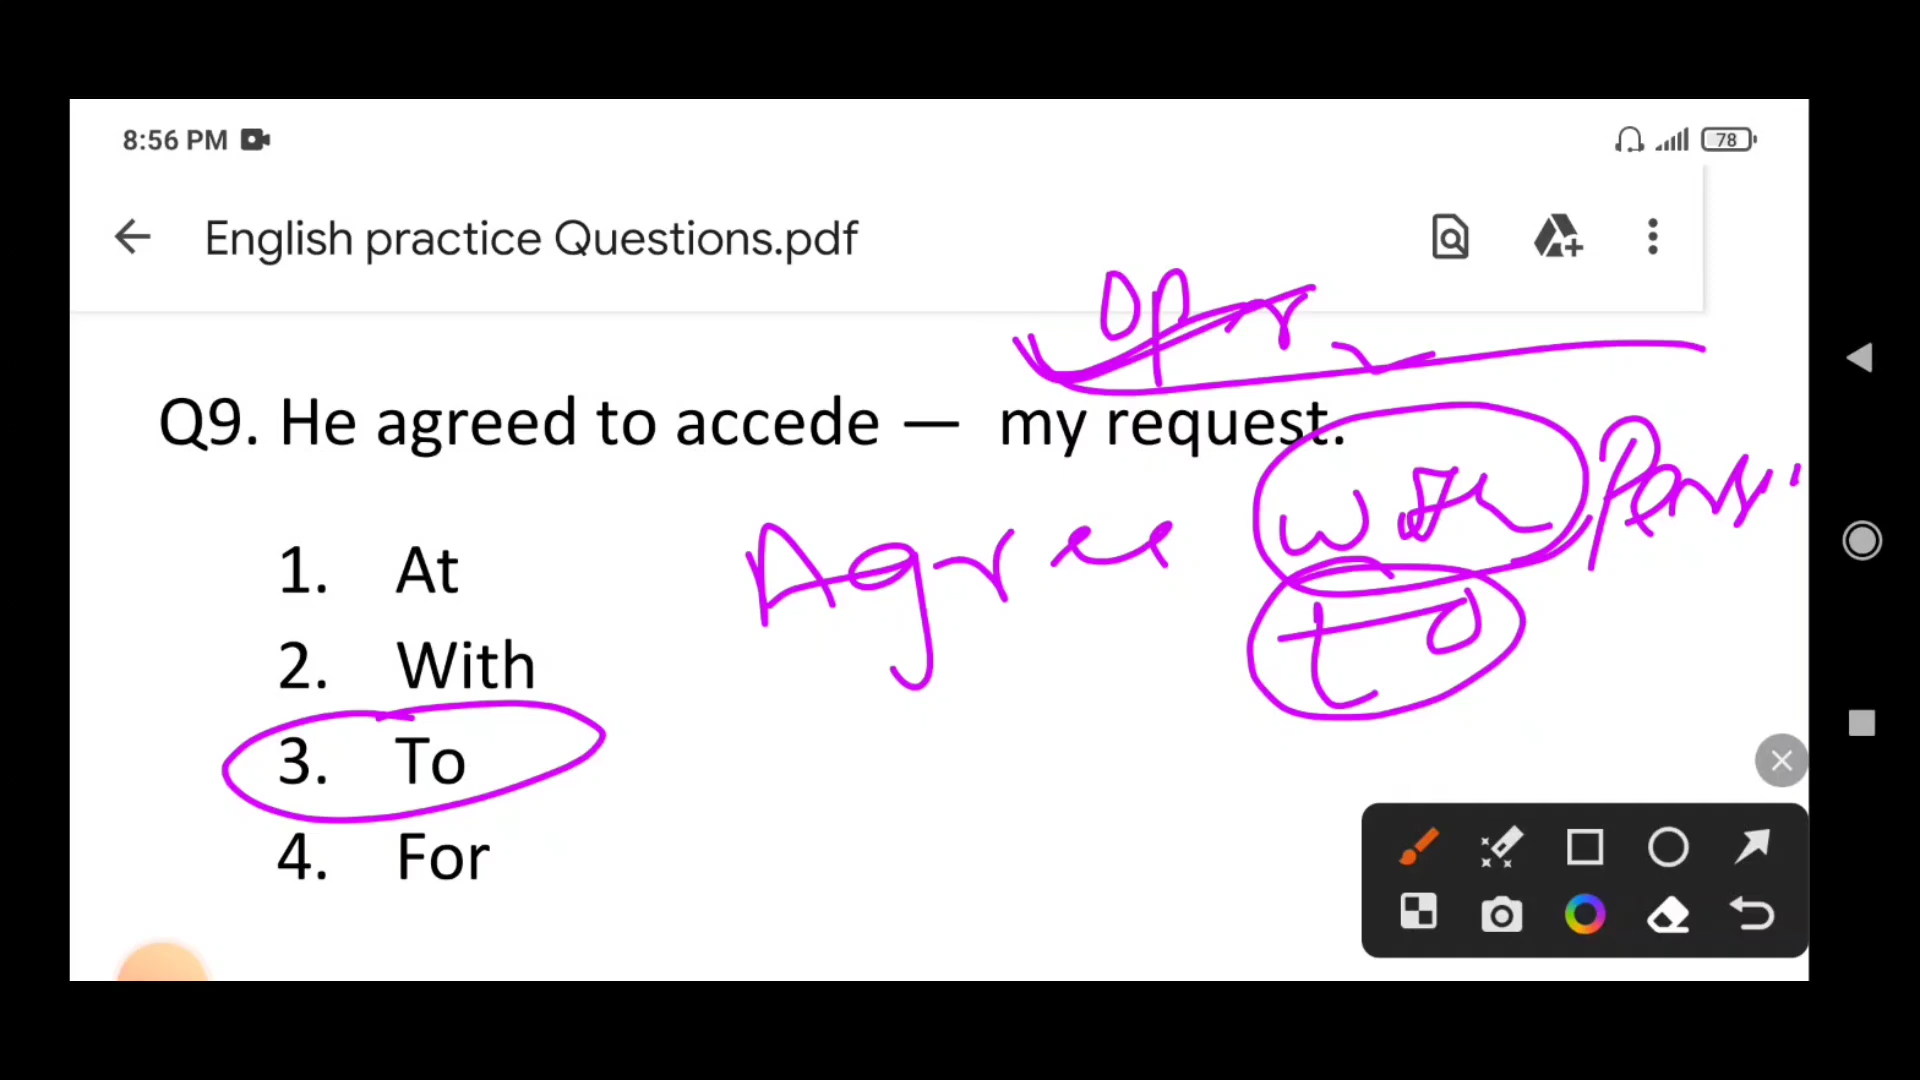 8:56 PM
78
English practice Questions.pdf
Q9. He agreed to accede — my request.
Agree with
to
1. At
2. With
3. To
4. For